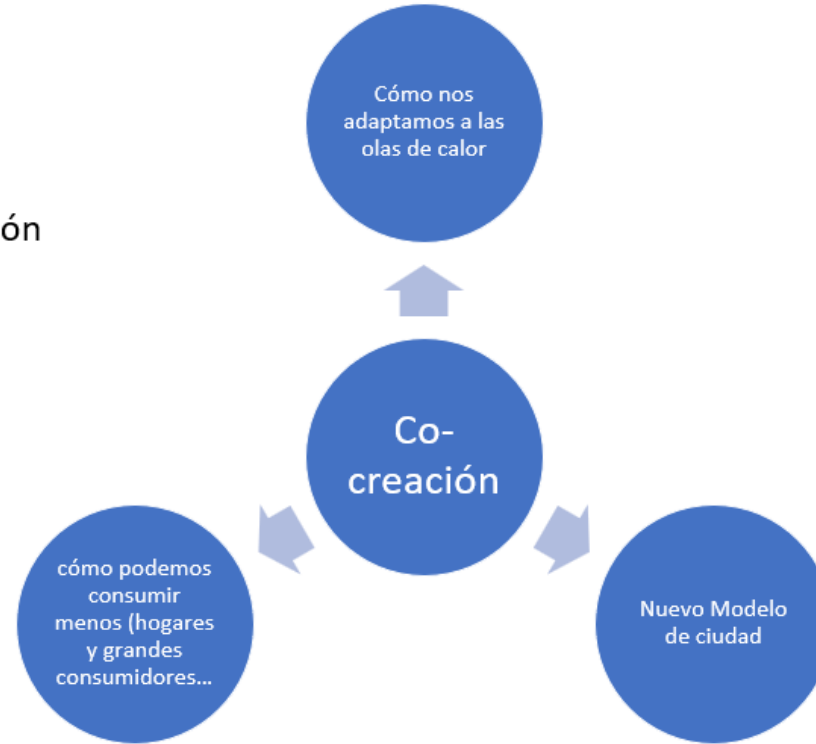 Cómo nos
adaptamos a las
olas de calor
ón
Co-
creación
cómo podemos
consumir
menos (hogares
y grandes
consumidores...
Nuevo Modelo
de ciudad